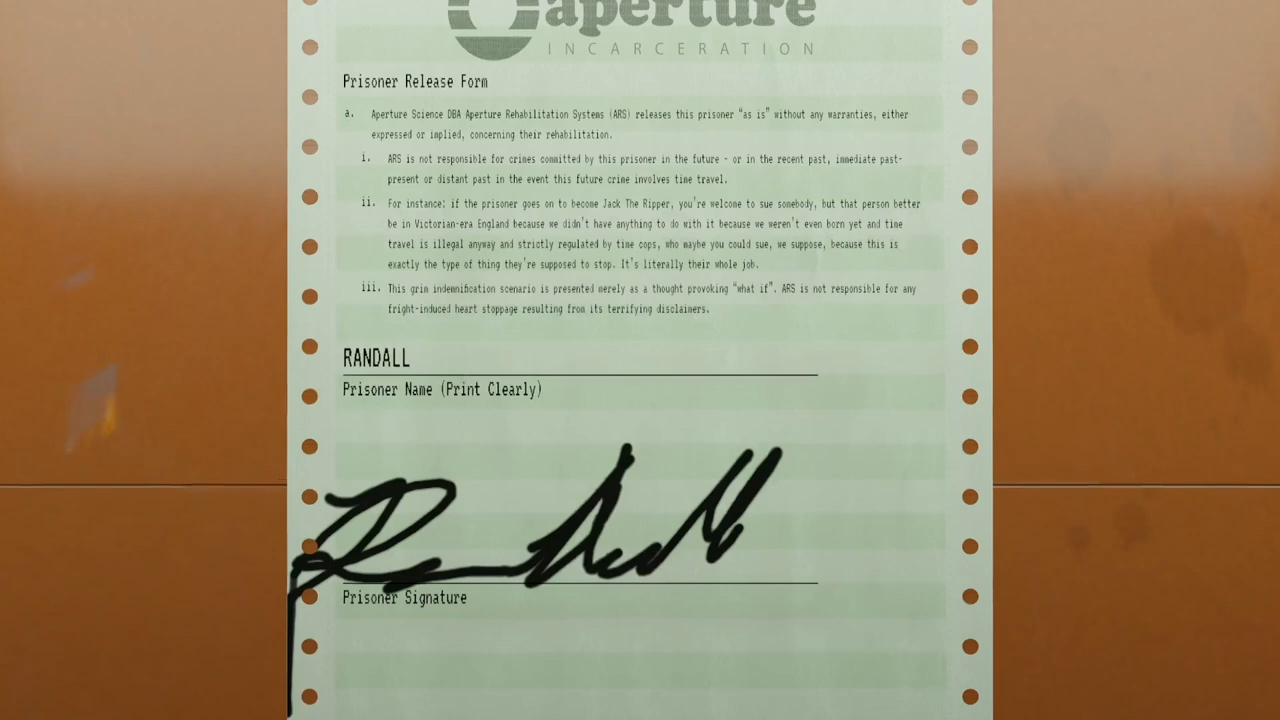 aperture
INCARCERATION
Prisoner Release Form
a. Aperture Science DBA Aperture Rehabilitation Systems (ARS) releases this prisoner "as is" without any warranties, either
expressed or implied, concerning their rehabilitation.
i. ARS is not responsible for crimes committed by this prisoner in the future - or in the recent past, immediate past-
present or distant past in the event this future crime involves time travel.
ii. For instance: if the prisoner goes on to become Jack The Ripper, you're welcome to sue somebody, but that person better
be in Victorian-era England because we didn't have anything to do with it because we weren't even born yet and time
travel is illegal anyway and strictly regulated by time cops, who maybe you could sue, we suppose, because this is
exactly the type of thing they're supposed to stop. It's literally their whole job.
iii. This grim indemnification scenario is presented merely as a thought provoking "what if". ARS is not responsible for any
fright-induced heart stoppage resulting from its terrifying disclaimers.
RANDALL
Prisoner Name (Print Clearly)
Randall
Prisoner Signature